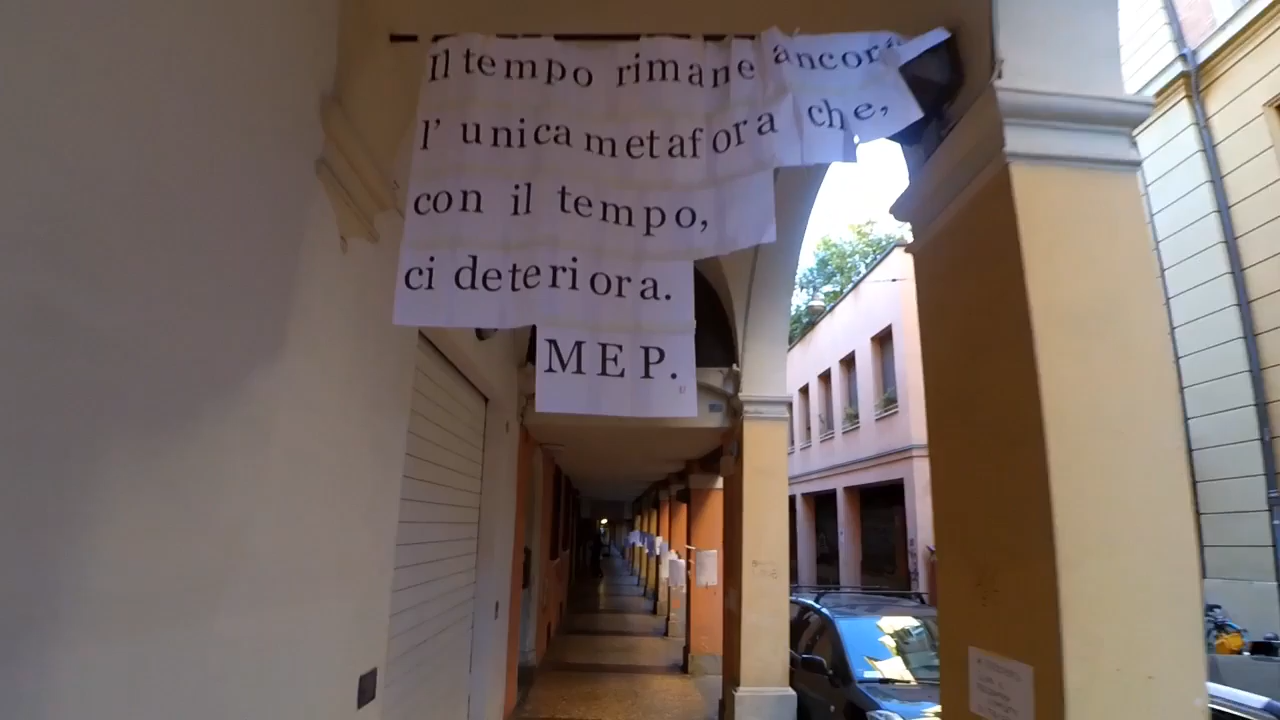 Il tempo rimane ancora
l' unica metafora che,
con il tempo,
ci deteriora.
MEP.